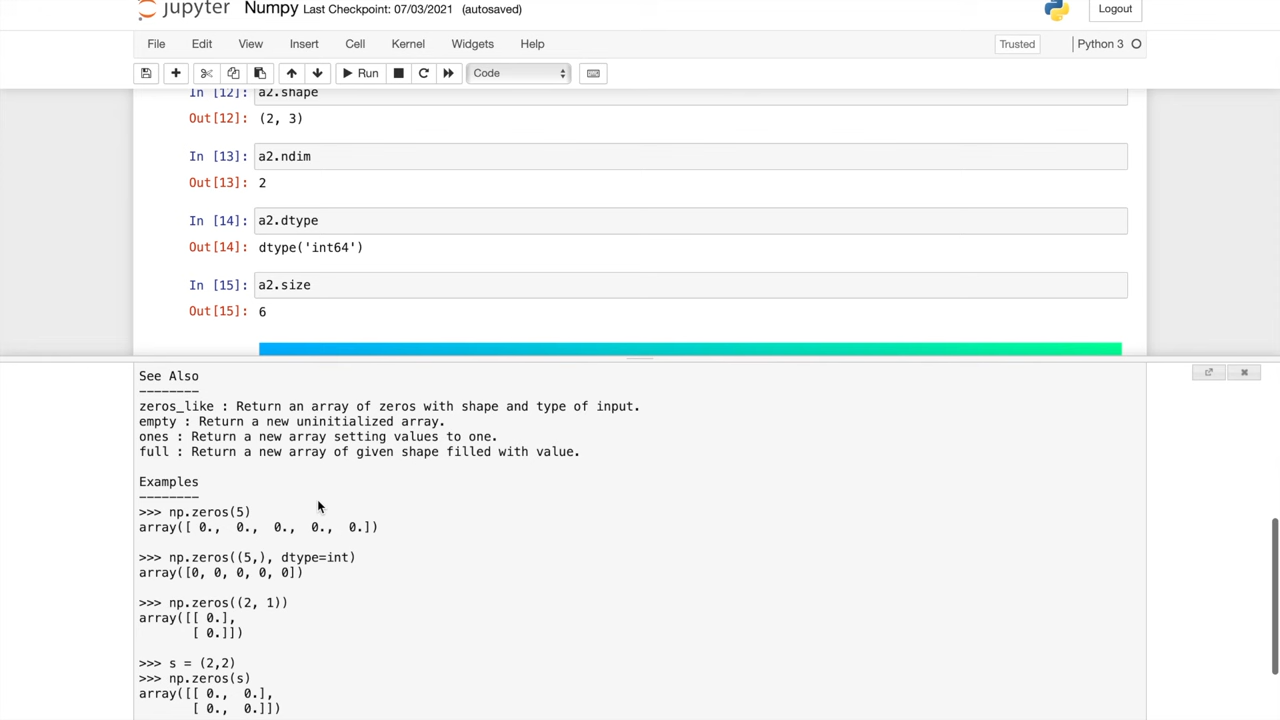 jupyter Numpy Last Checkpoint: 07/03/2021 (autosaved) Logout
File Edit View Insert Cell Kernel Widgets Help Trusted Python 3
Run Code
In [12]: a2.shape
Out[12]: (2, 3)
In [13]: a2.ndim
Out[13]: 2
In [14]: a2.dtype
Out[14]: dtype('int64')
In [15]: a2.size
Out[15]: 6
See Also
--------
zeros_like : Return an array of zeros with shape and type of input.
empty : Return a new uninitialized array.
ones : Return a new array setting values to one.
full : Return a new array of given shape filled with value.
Examples
--------
>>> np.zeros(5)
array([ 0.,  0.,  0.,  0.,  0.])
>>> np.zeros((5,), dtype=int)
array([0, 0, 0, 0, 0])
>>> np.zeros((2, 1))
array([[ 0.],
       [ 0.]])
>>> s = (2,2)
>>> np.zeros(s)
array([[ 0.,  0.],
       [ 0.,  0.]])